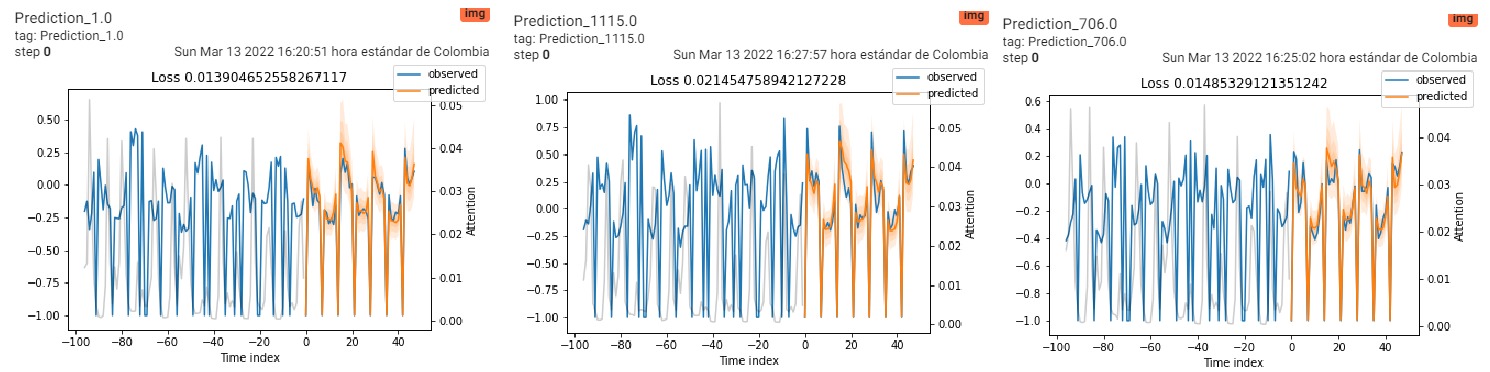 Prediction_1.0
img
tag: Prediction_1.0
step 0
Sun Mar 13 2022 16:20:51 hora estándar de Colombia
Loss 0.013904652558267117
observed
predicted
0.50
0.25
0.00
−0.25
−0.50
−0.75
−1.00
0.05
0.04
0.03
0.02
0.01
0.00
Attention
−100
−80
−60
−40
−20
0
20
40
Time index
Prediction_1115.0
img
tag: Prediction_1115.0
step 0
Sun Mar 13 2022 16:27:57 hora estándar de Colombia
Loss 0.021454758942127228
observed
predicted
1.00
0.75
0.50
0.25
0.00
−0.25
−0.50
−0.75
−1.00
0.05
0.04
0.03
0.02
0.01
0.00
Attention
−100
−80
−60
−40
−20
0
20
40
Time index
Prediction_706.0
img
tag: Prediction_706.0
step 0
Sun Mar 13 2022 16:25:02 hora estándar de Colombia
Loss 0.01485329121351242
observed
predicted
0.6
0.4
0.2
0.0
−0.2
−0.4
−0.6
−0.8
−1.0
0.04
0.03
0.02
0.01
0.00
Attention
−100
−80
−60
−40
−20
0
20
40
Time index